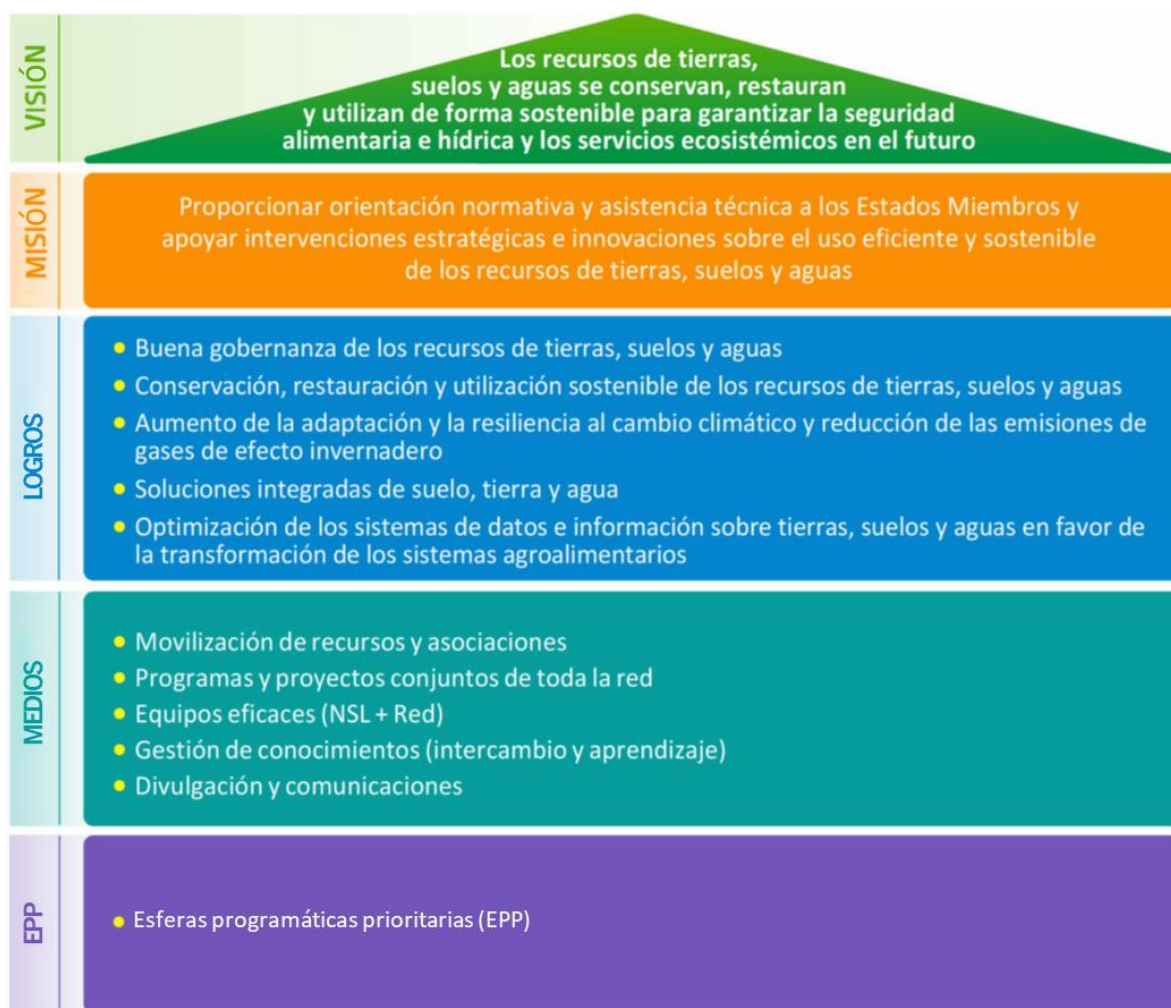 VISIÓN
Los recursos de tierras,
suelos y aguas se conservan, restauran
y utilizan de forma sostenible para garantizar la seguridad
alimentaria e hídrica y los servicios ecosistémicos en el futuro
MISIÓN
Proporcionar orientación normativa y asistencia técnica a los Estados Miembros y
apoyar intervenciones estratégicas e innovaciones sobre el uso eficiente y sostenible
de los recursos de tierras, suelos y aguas
LOGROS
• Buena gobernanza de los recursos de tierras, suelos y aguas
• Conservación, restauración y utilización sostenible de los recursos de tierras, suelos y aguas
• Aumento de la adaptación y la resiliencia al cambio climático y reducción de las emisiones de
gases de efecto invernadero
• Soluciones integradas de suelo, tierra y agua
• Optimización de los sistemas de datos e información sobre tierras, suelos y aguas en favor de
la transformación de los sistemas agroalimentarios
MEDIOS
• Movilización de recursos y asociaciones
• Programas y proyectos conjuntos de toda la red
• Equipos eficaces (NSL + Red)
• Gestión de conocimientos (intercambio y aprendizaje)
• Divulgación y comunicaciones
EPP
• Esferas programáticas prioritarias (EPP)